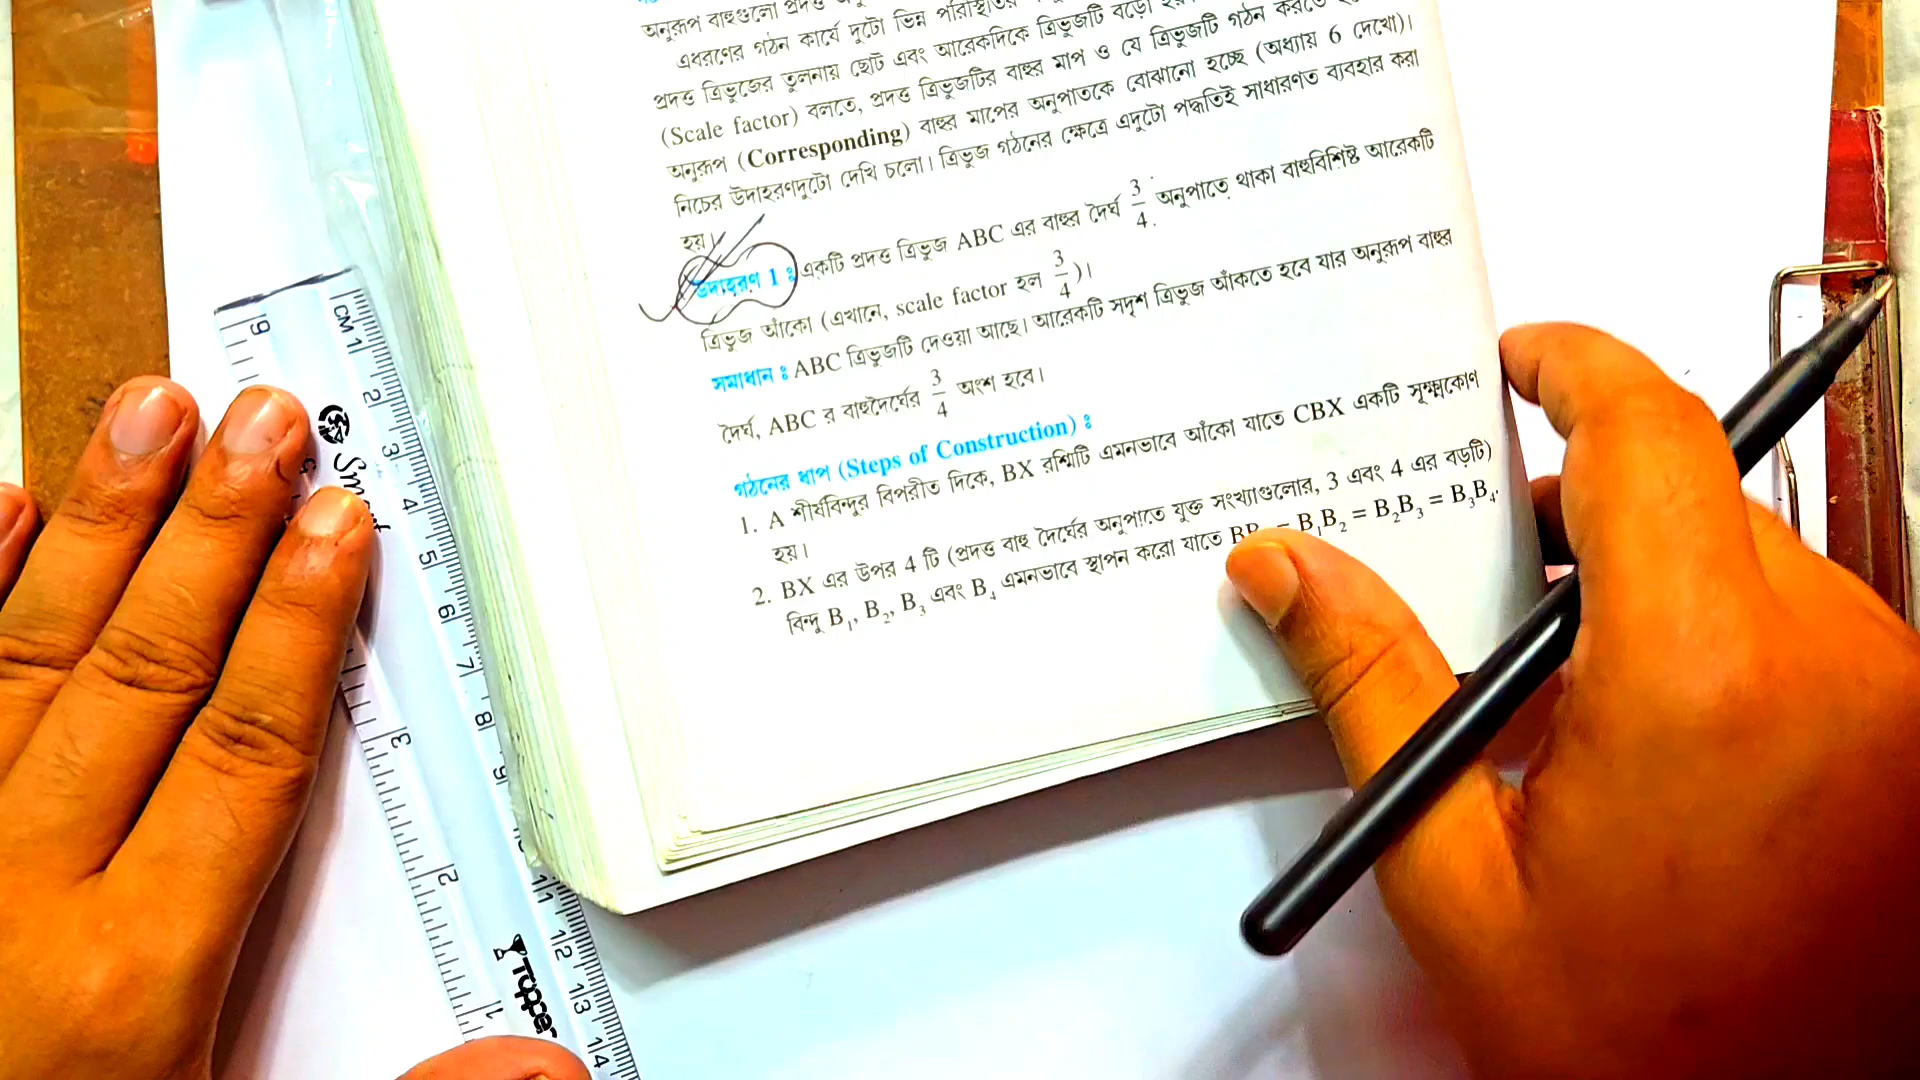 অনুরূপ বাহুগুলো প্রদত্ত
এধরণের গঠন কার্যে দুটো ভিন্ন পরিস্থিতির
প্রদত্ত ত্রিভুজের তুলনায় ছোট এবং আরেকদিকে ত্রিভুজটি বড়ো
(Scale factor) বলতে, প্রদত্ত ত্রিভুজটির বাহুর মাপ ও যে ত্রিভুজটি গঠন করতে
অনুরূপ (Corresponding) বাহুর মাপের অনুপাতকে বোঝানো হচ্ছে (অধ্যায় 6 দেখো)।
নিচের উদাহরণদুটো দেখি চলো। ত্রিভুজ গঠনের ক্ষেত্রে এদুটো পদ্ধতিই সাধারণত ব্যবহার করা
হয়।
উদাহরণ 1 : একটি প্রদত্ত ত্রিভুজ ABC এর বাহুর দৈর্ঘ 3/4 অনুপাতে থাকা বাহুবিশিষ্ট আরেকটি
ত্রিভুজ আঁকো (এখানে, scale factor হল 3/4)।
সমাধান : ABC ত্রিভুজটি দেওয়া আছে। আরেকটি সদৃশ ত্রিভুজ আঁকতে হবে যার অনুরূপ বাহুর
দৈর্ঘ, ABC র বাহুদৈর্ঘের 3/4 অংশ হবে।
গঠনের ধাপ (Steps of Construction) :
1. A শীর্ষবিন্দুর বিপরীত দিকে, BX রশ্মিটি এমনভাবে আঁকো যাতে CBX একটি সূক্ষ্মকোণ
হয়।
2. BX এর উপর 4 টি (প্রদত্ত বাহু দৈর্ঘের অনুপাতে যুক্ত সংখ্যাগুলোর, 3 এবং 4 এর বড়টি)
বিন্দু B₁, B₂, B₃ এবং B₄ এমনভাবে স্থাপন করো যাতে = B₁B₂ = B₂B₃ = B₃B₄.
CM 1 2 3 4 5 6 7 8 9 11 12 13 14
6 3 2 1
Topper